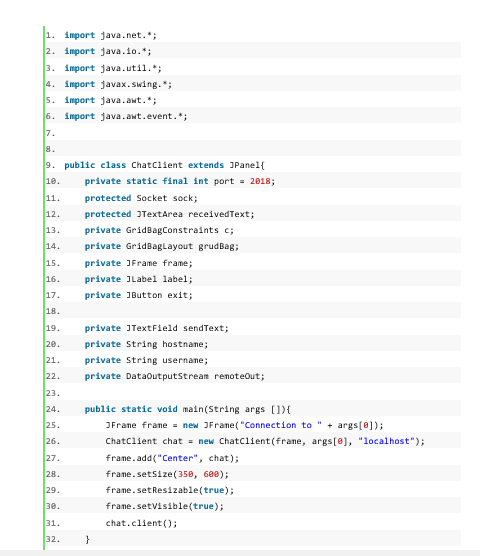 1. import java.net.*;
2. import java.io.*;
3. import java.util.*;
4. import javax.swing.*;
5. import java.awt.*;
6. import java.awt.event.*;
7.
8.
9. public class ChatClient extends JPanel{
10.     private static final int port = 2018;
11.     protected Socket sock;
12.     protected JTextArea receivedText;
13.     private GridBagConstraints c;
14.     private GridBagLayout grudBag;
15.     private JFrame frame;
16.     private JLabel label;
17.     private JButton exit;
18.
19.     private JTextField sendText;
20.     private String hostname;
21.     private String username;
22.     private DataOutputStream remoteOut;
23.
24.     public static void main(String args []){
25.         JFrame frame = new JFrame("Connection to " + args[0]);
26.         ChatClient chat = new ChatClient(frame, args[0], "localhost");
27.         frame.add("Center", chat);
28.         frame.setSize(350, 600);
29.         frame.setResizable(true);
30.         frame.setVisible(true);
31.         chat.client();
32.     }